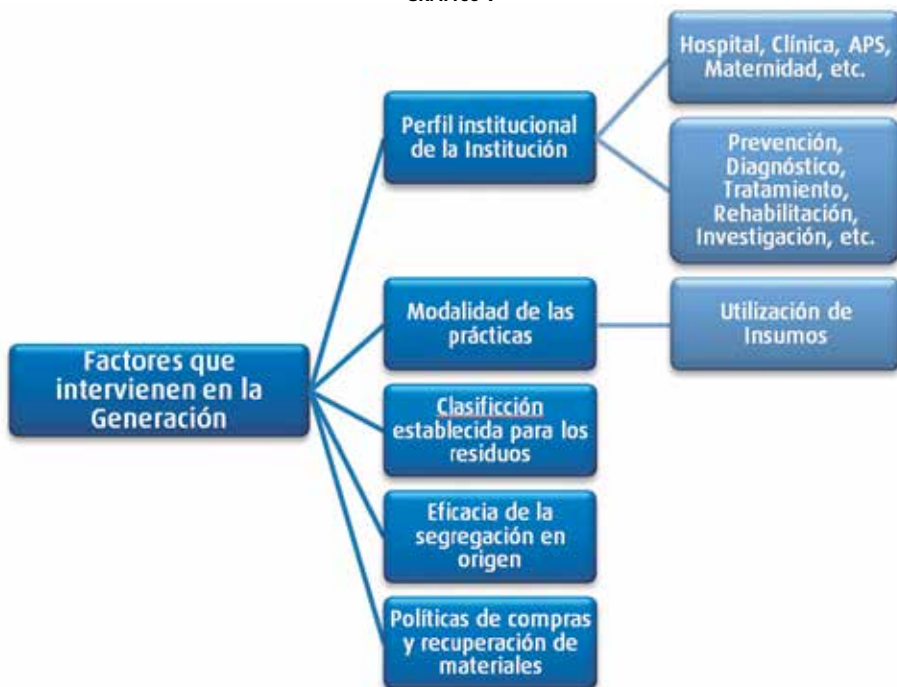 Hospital, Clínica, APS,
Maternidad, etc.
Perfil institucional
de la Institución
Prevención,
Diagnóstico,
Tratamiento,
Rehabilitación,
Investigación, etc.
Modalidad de las
prácticas
Utilización de
Insumos
Factores que
intervienen en la
Generación
Clasificción
establecida para los
residuos
Eficacia de la
segregación en
origen
Políticas de compras
y recuperación de
materiales